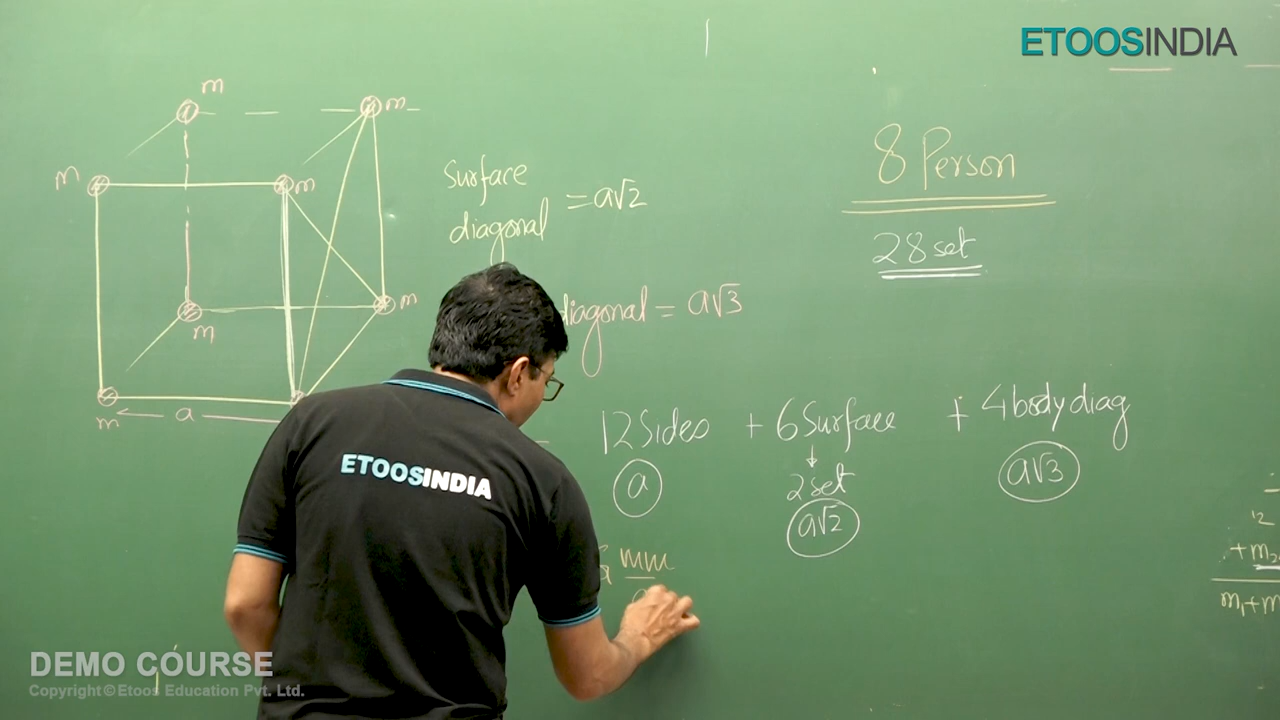 ETOOSINDIA
m
m
m
m
m
m
m
a
Surface
diagonal = a√2
diagonal = a√3
8 Person
28 set
12 Sides + 6 Surface + 4 body diag
a
2 set
a√2
a√3
G mm
12
+ m
m₁+m
ETOOSINDIA
DEMO COURSE
Copyright © Etoos Education Pvt. Ltd.